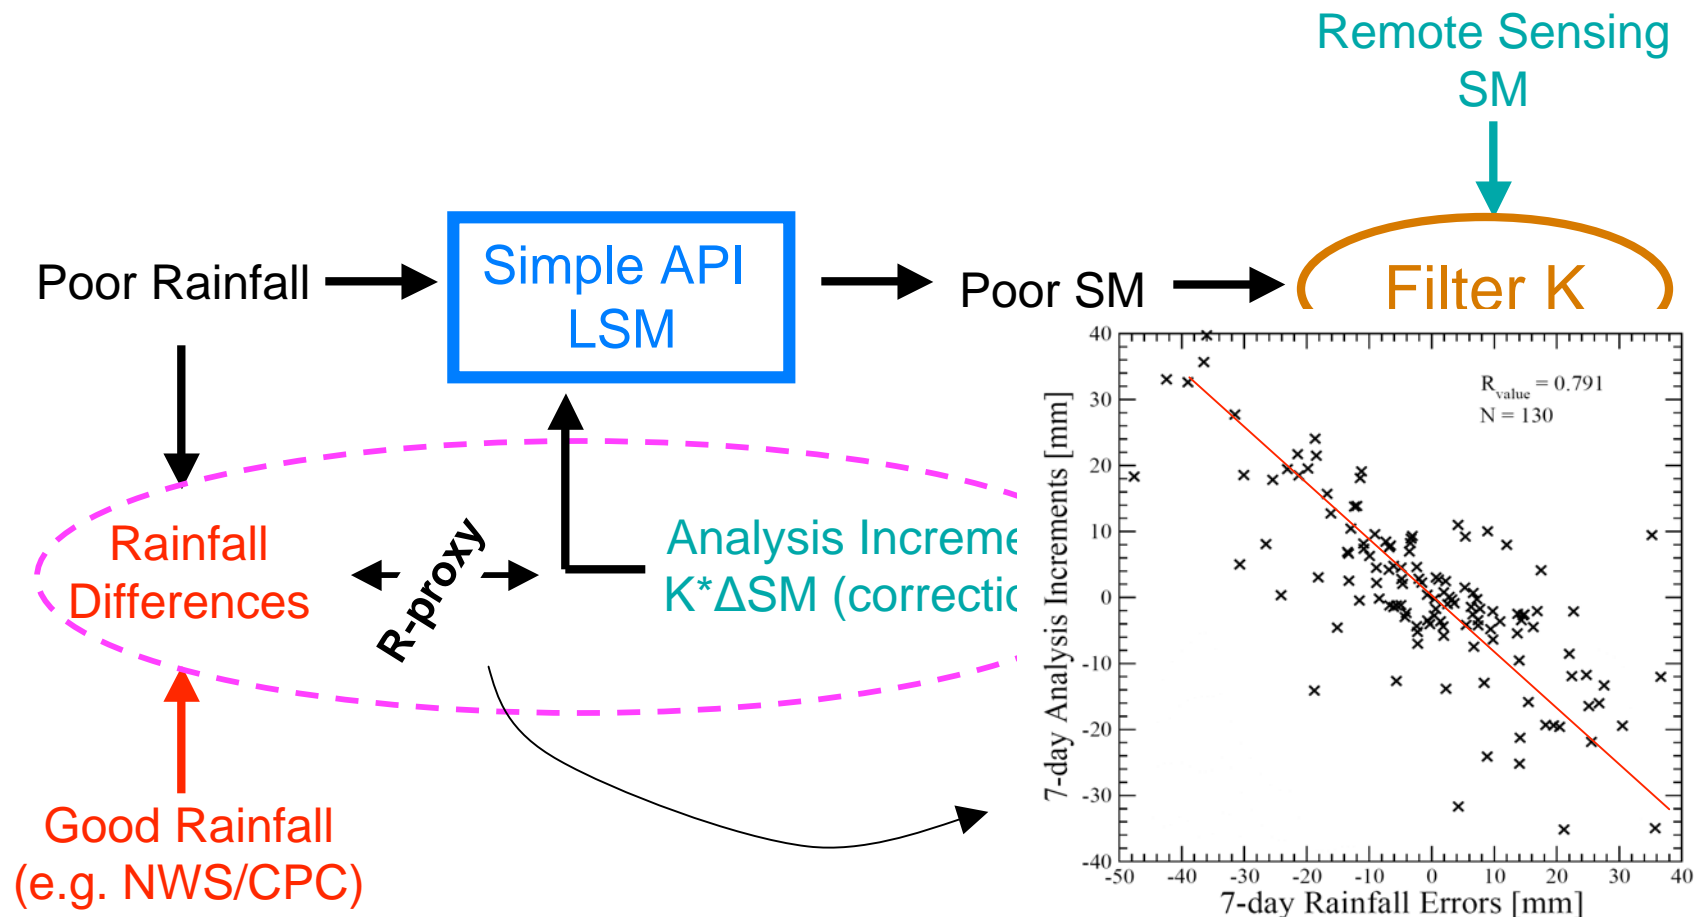 Remote Sensing
SM
Poor Rainfall
Simple API
LSM
Poor SM
Filter K
Rainfall
Differences
R-proxy
Analysis Increme
K*ΔSM (correctio
Good Rainfall
(e.g. NWS/CPC)
7-day Analysis Increments [mm]
40
30
20
10
0
-10
-20
-30
-40
R_value = 0.791
N = 130
-50 -40 -30 -20 -10 0 10 20 30 40
7-day Rainfall Errors [mm]